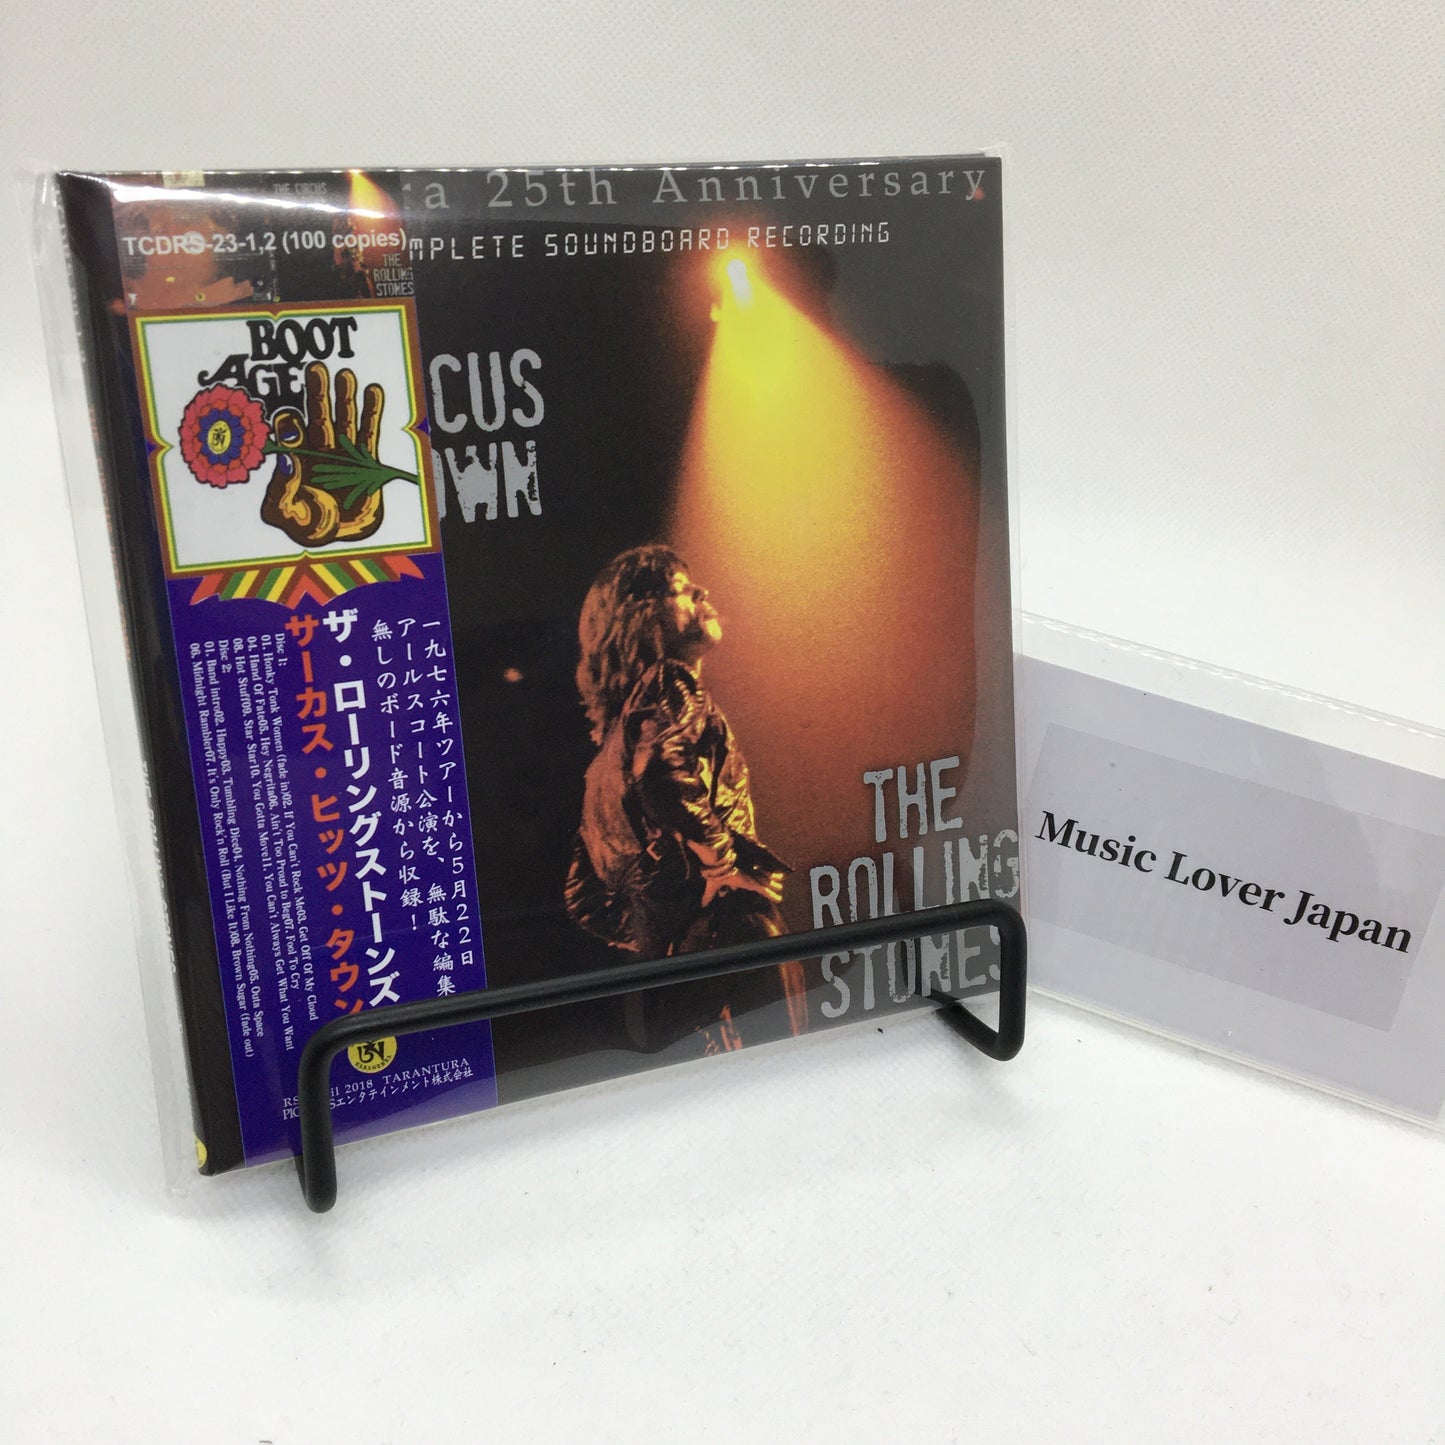 ra 25th Anniversary
MPLETE SOUNDBOARD RECORDING
THE CIRCUS
TCDRS-23-1,2 (100 copies)
THE
ROLLING
STONES
BOOT
AGE
CUS
OWN
一九七六年ツアーから5月22日
アールスコート公演を、無駄な編集
無しのボード音源から収録!
ザ・ローリングストーンズ
サーカス・ヒッツ・タウン
Disc 1:
01. Honky Tonk Women (fade in)02. If You Can't Rock Me03. Get Off Of My Cloud
04. Hand Of Fate05. Hey Negrita06. Ain't Too Proud to Beg07. Fool To Cry
08. Hot Stuff09. Star Star10. You Gotta Move11. You Can't Always Get What You Want
Disc 2:
01. Band intro02. Happy03. Tumbling Dice04. Nothing From Nothing05. Outa Space
06. Midnight Rambler07. It's Only Rock'n Roll (But I Like It)08. Brown Sugar (fade out)
THE
ROLLING
STONES
il 2018 TARANTURA
Sエンタテインメント株式会社
Music Lover Japan